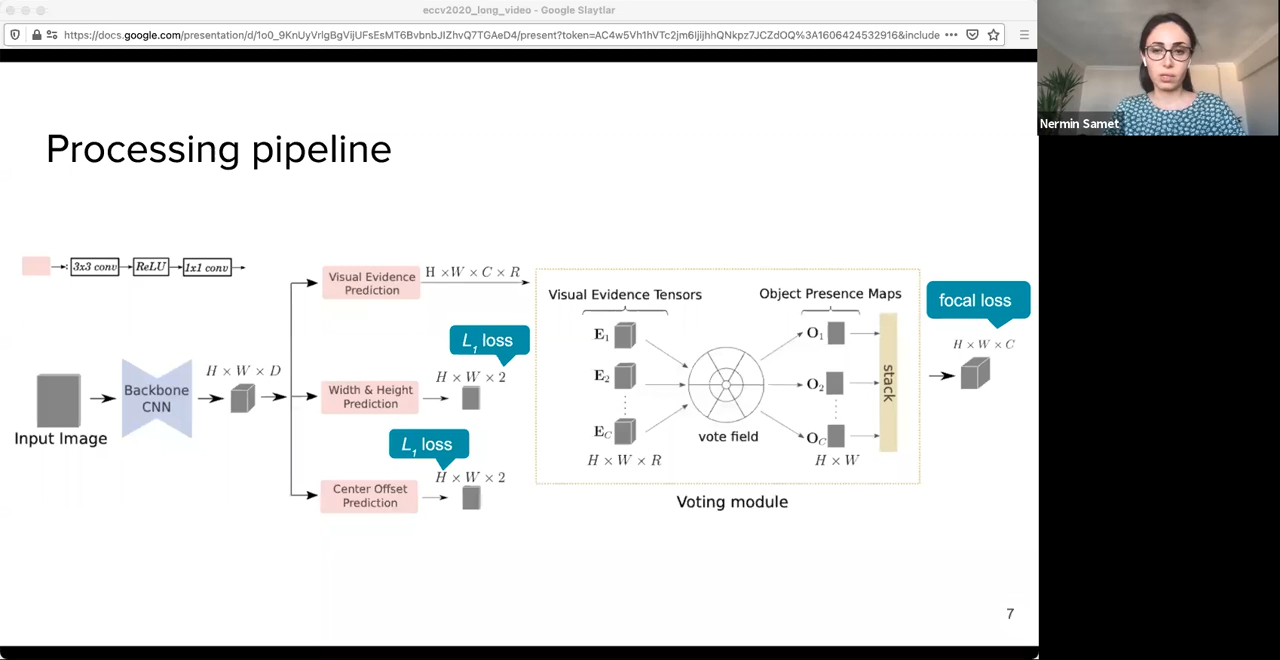 eccv2020_long_video - Google Slaytlar
https://docs.google.com/presentation/d/1o0_9KnUyVrIgBgVijUFsEsMT6BvbnbJIZhvQ7TGAeD4/present?token=AC4w5Vh1hVTc2jm6IjijhhQNkpz7JCZdOQ%3A1606424532916&include
Nermin Samet
Processing pipeline
3x3 conv
ReLU
1x1 conv
Visual Evidence
Prediction
H × W × C × R
Visual Evidence Tensors
Object Presence Maps
focal loss
E1
O1
H × W × C
L1 loss
H × W × D
Backbone
CNN
Input Image
Width & Height
Prediction
H × W × 2
E2
O2
stack
EC
OC
vote field
H × W × R
H × W
L1 loss
Center Offset
Prediction
H × W × 2
Voting module
7